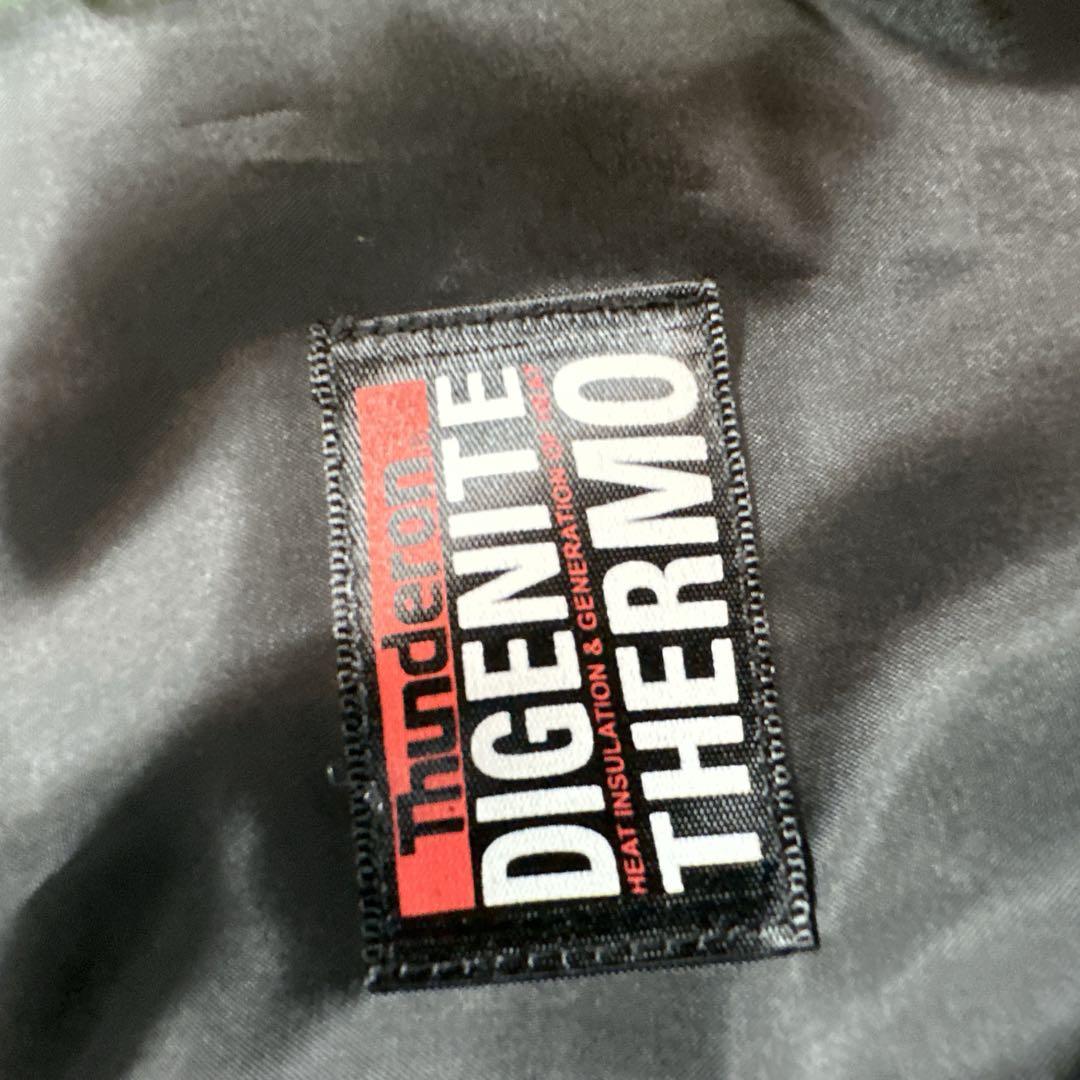 Thunderon
DIGENITE
HEAT INSULATION & GENERATION OF HEAT
THERMO